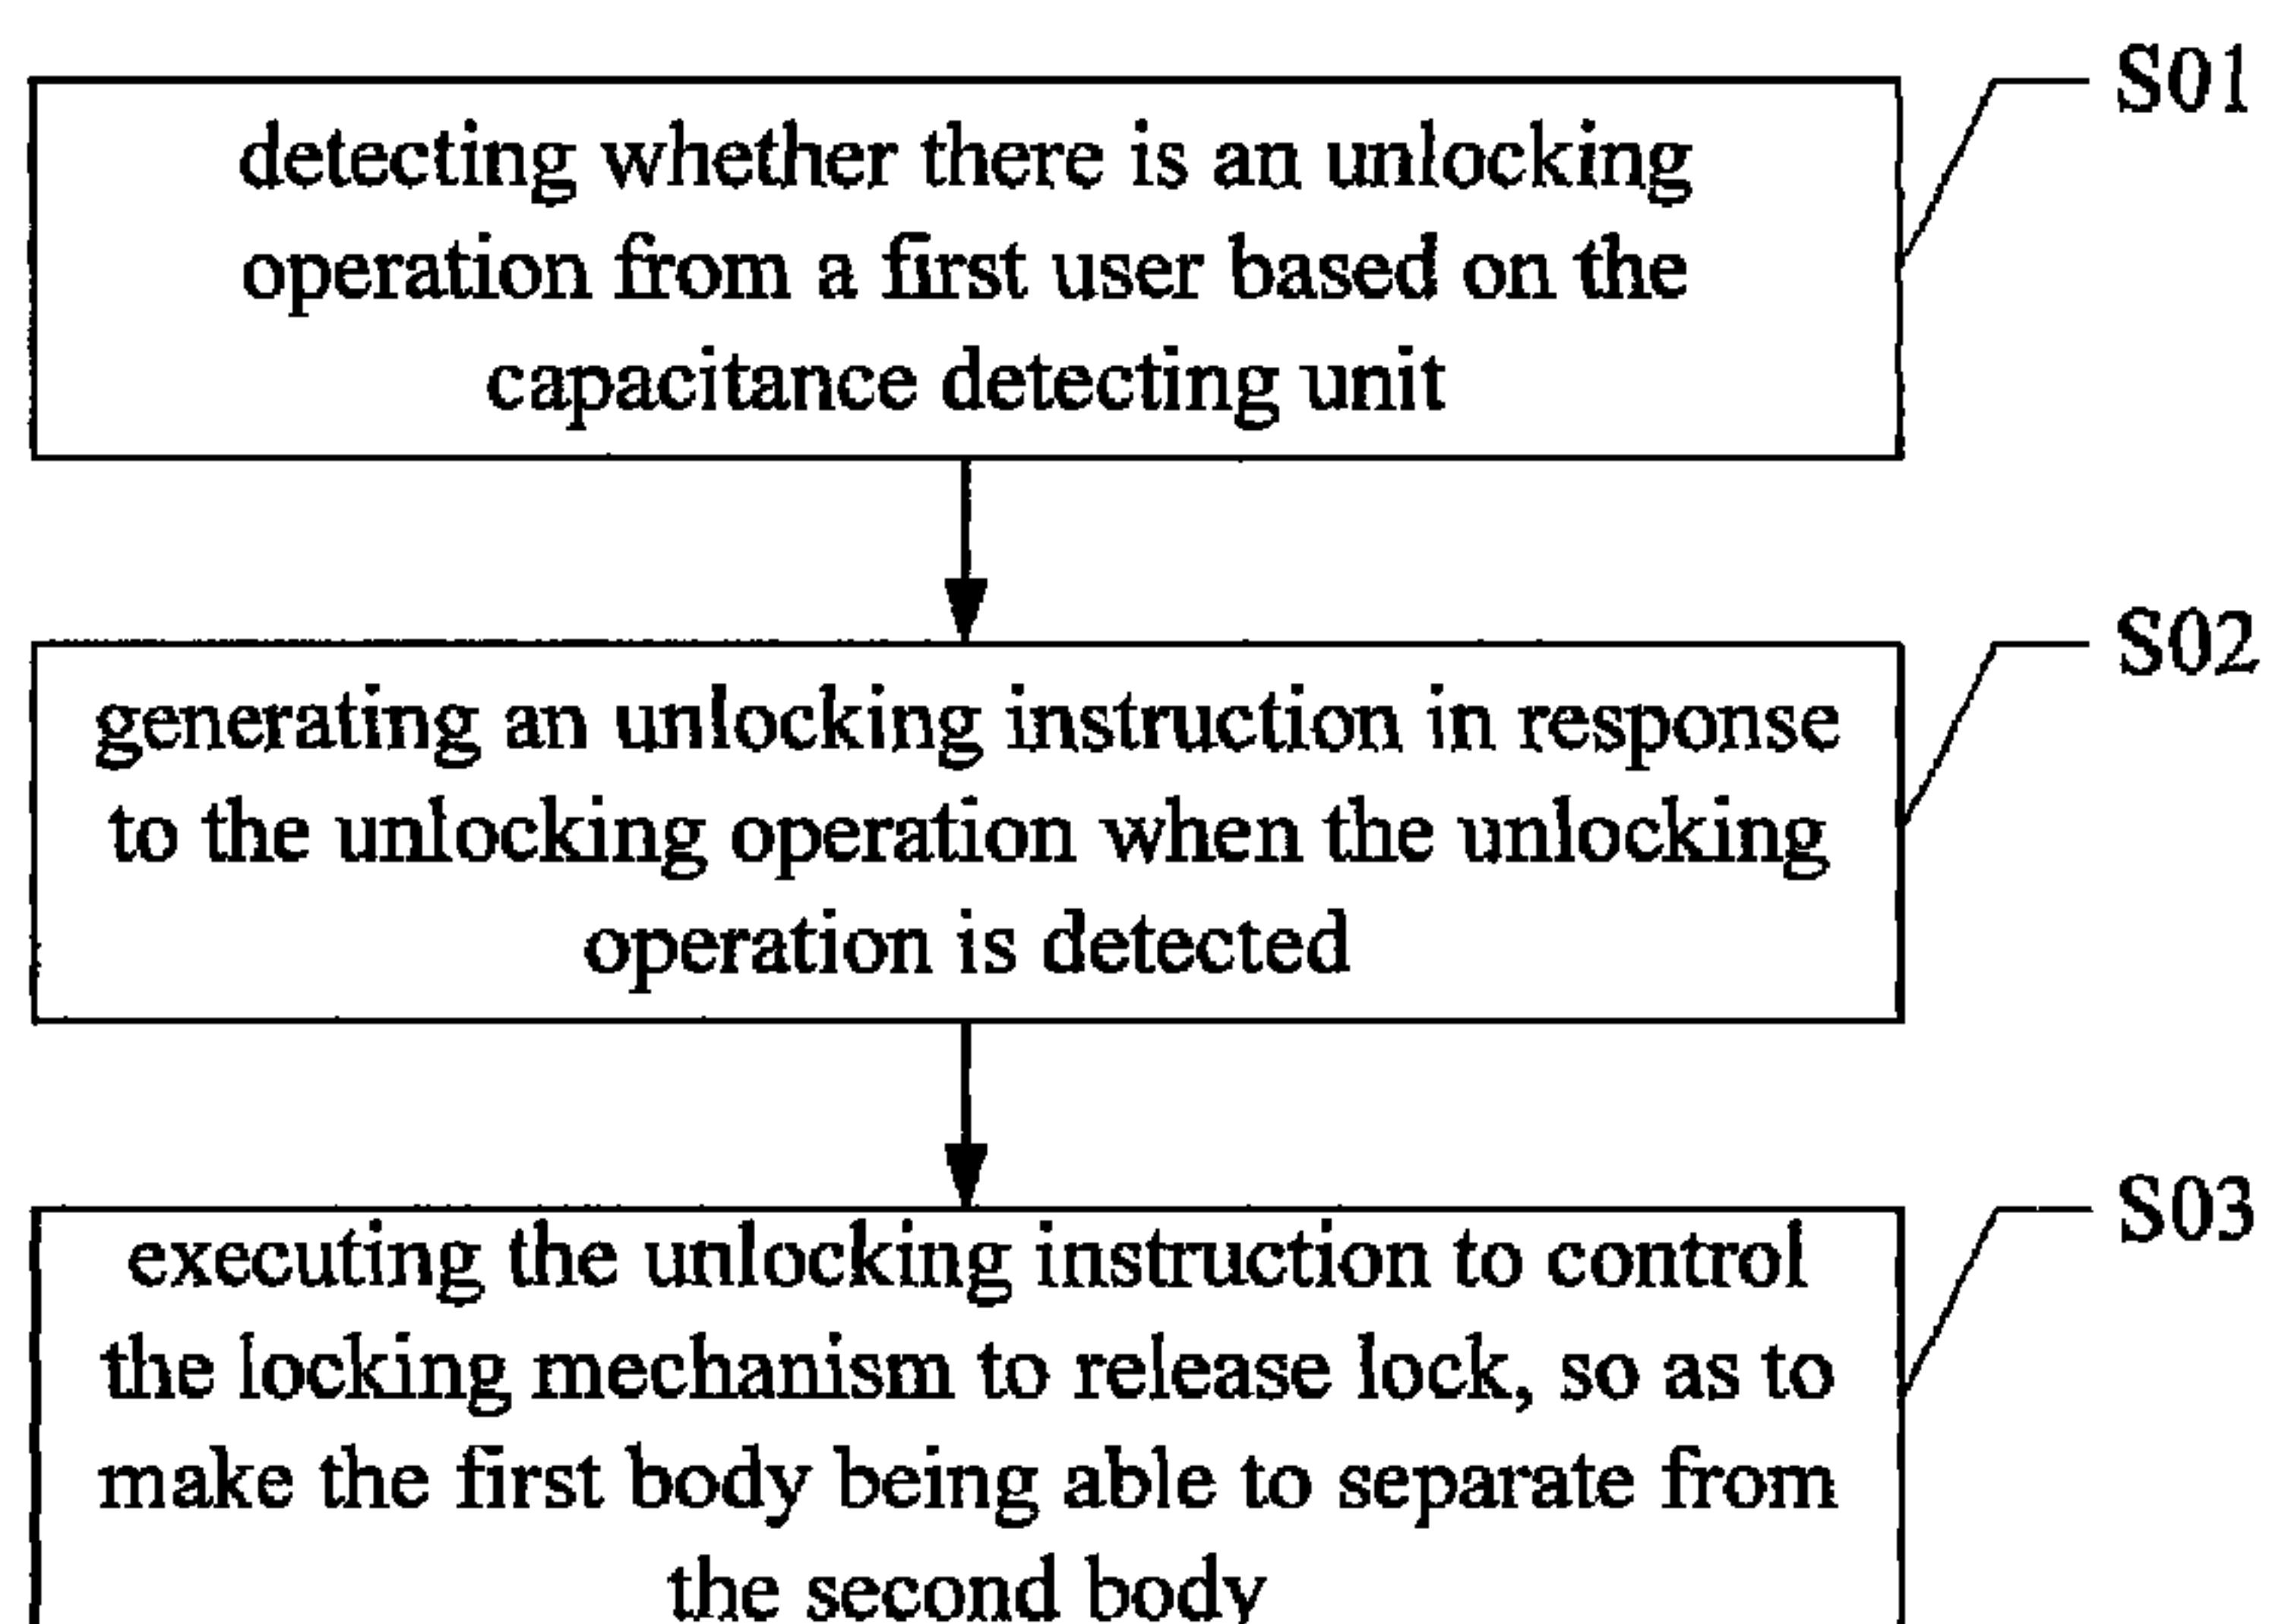 S01
detecting whether there is an unlocking
operation from a first user based on the
capacitance detecting unit
S02
generating an unlocking instruction in response
to the unlocking operation when the unlocking
operation is detected
S03
executing the unlocking instruction to control
the locking mechanism to release lock, so as to
make the first body being able to separate from
the second body